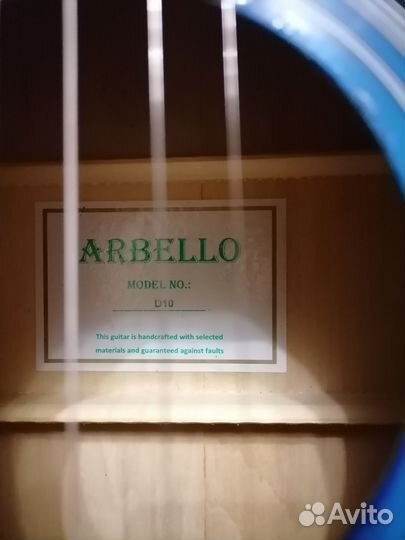 ARBELLO
MODEL NO.:
D10
This guitar is handcrafted with selected
materials and guaranteed against faults
Avito